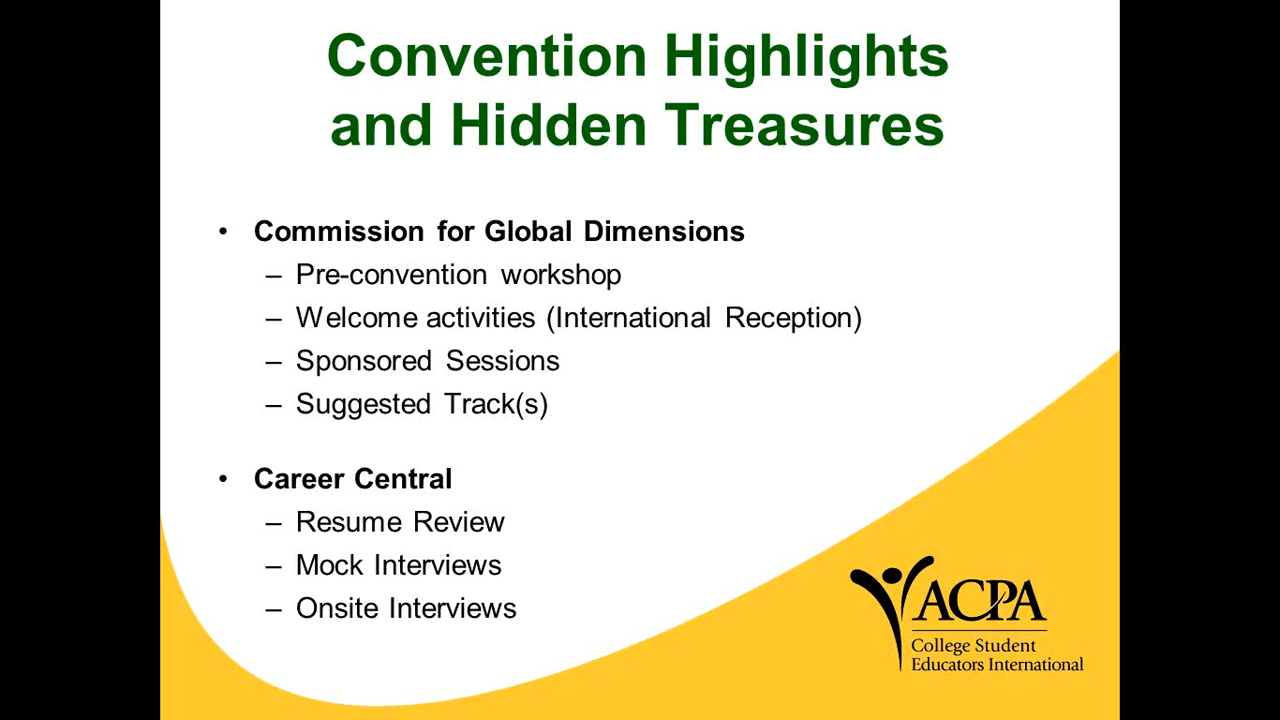 Convention Highlights
and Hidden Treasures
• Commission for Global Dimensions
– Pre-convention workshop
– Welcome activities (International Reception)
– Sponsored Sessions
– Suggested Track(s)
• Career Central
– Resume Review
– Mock Interviews
– Onsite Interviews
ACPA
College Student
Educators International